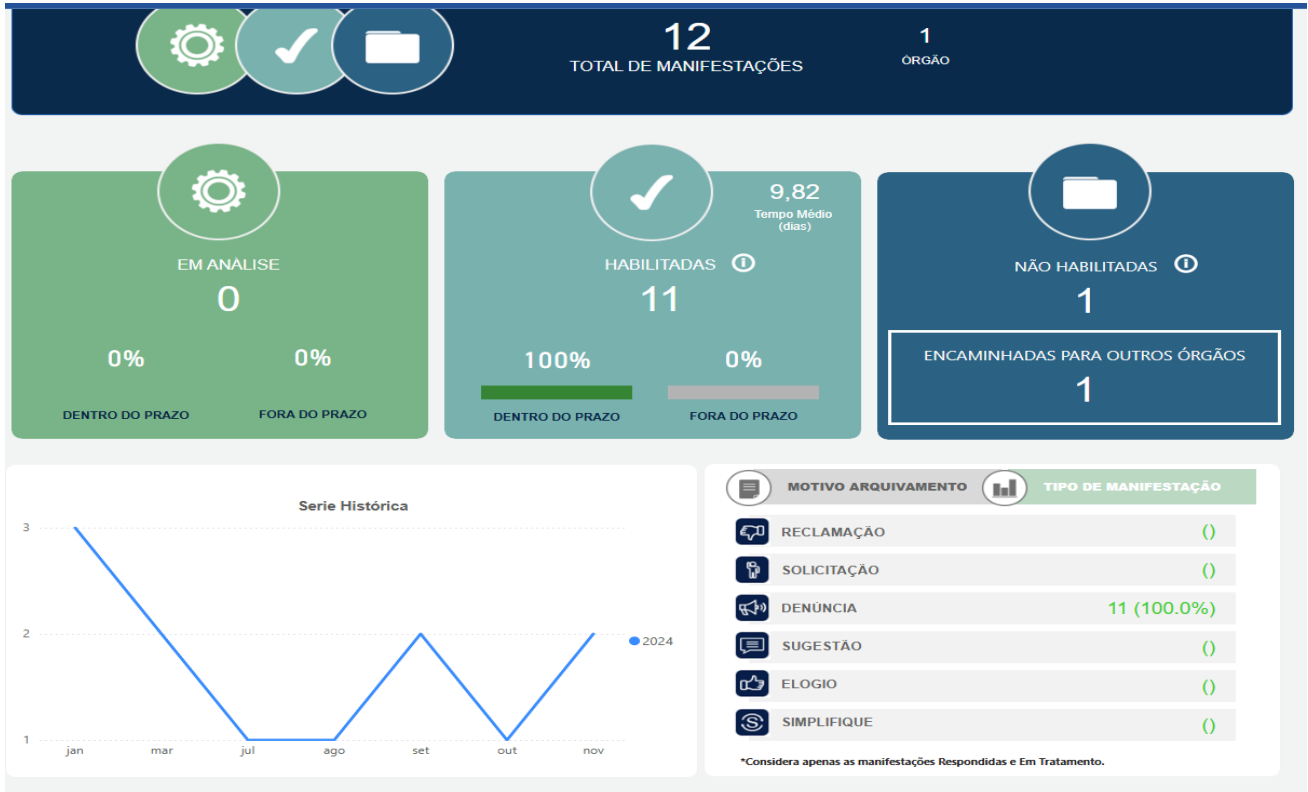 12
TOTAL DE MANIFESTAÇÕES
1
ÓRGÃO
EM ANÁLISE
0
0%
0%
DENTRO DO PRAZO
FORA DO PRAZO
9,82
Tempo Médio
(dias)
HABILITADAS
11
100%
0%
DENTRO DO PRAZO
FORA DO PRAZO
NÃO HABILITADAS
1
ENCAMINHADAS PARA OUTROS ÓRGÃOS
1
Serie Histórica
3
2
1
jan mar jul ago set out nov
2024
MOTIVO ARQUIVAMENTO
TIPO DE MANIFESTAÇÃO
RECLAMAÇÃO ()
SOLICITAÇÃO ()
DENÚNCIA 11 (100.0%)
SUGESTÃO ()
ELOGIO ()
SIMPLIFIQUE ()
*Considera apenas as manifestações Respondidas e Em Tratamento.